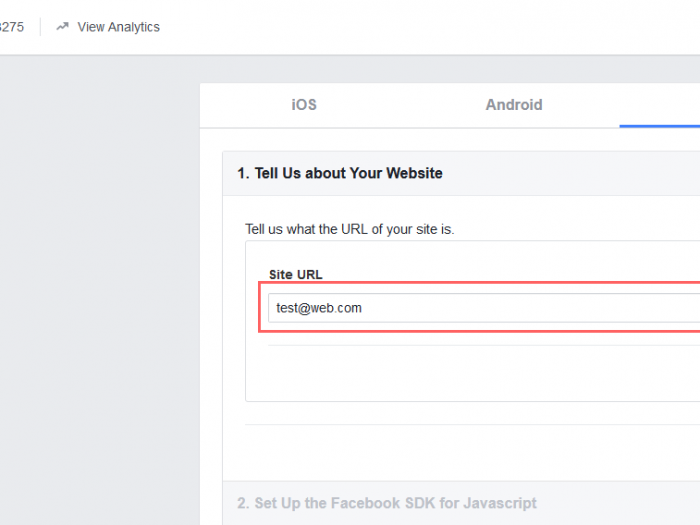 3275
View Analytics
iOS
Android
1. Tell Us about Your Website
Tell us what the URL of your site is.
Site URL
test@web.com
2. Set Up the Facebook SDK for Javascript